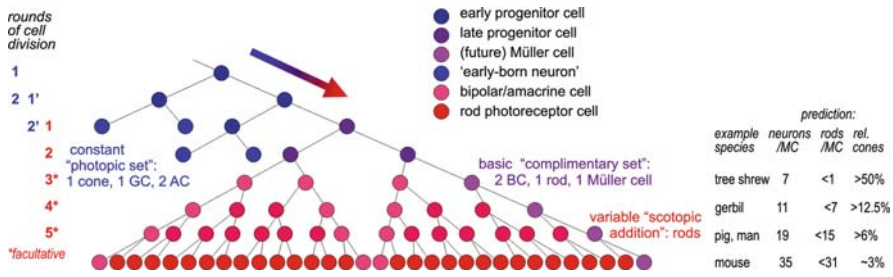 rounds
of cell
division
1
2 1’
2’ 1
2
3*
4*
5*
*facultative
early progenitor cell
late progenitor cell
(future) Müller cell
‘early-born neuron’
bipolar/amacrine cell
rod photoreceptor cell
constant
“photopic set”:
1 cone, 1 GC, 2 AC
basic “complimentary set”:
2 BC, 1 rod, 1 Müller cell
variable “scotopic
addition”: rods
prediction:
example neurons rods rel.
species /MC /MC cones
tree shrew 7 <1 >50%
gerbil 11 <7 >12.5%
pig, man 19 <15 >6%
mouse 35 <31 ~3%